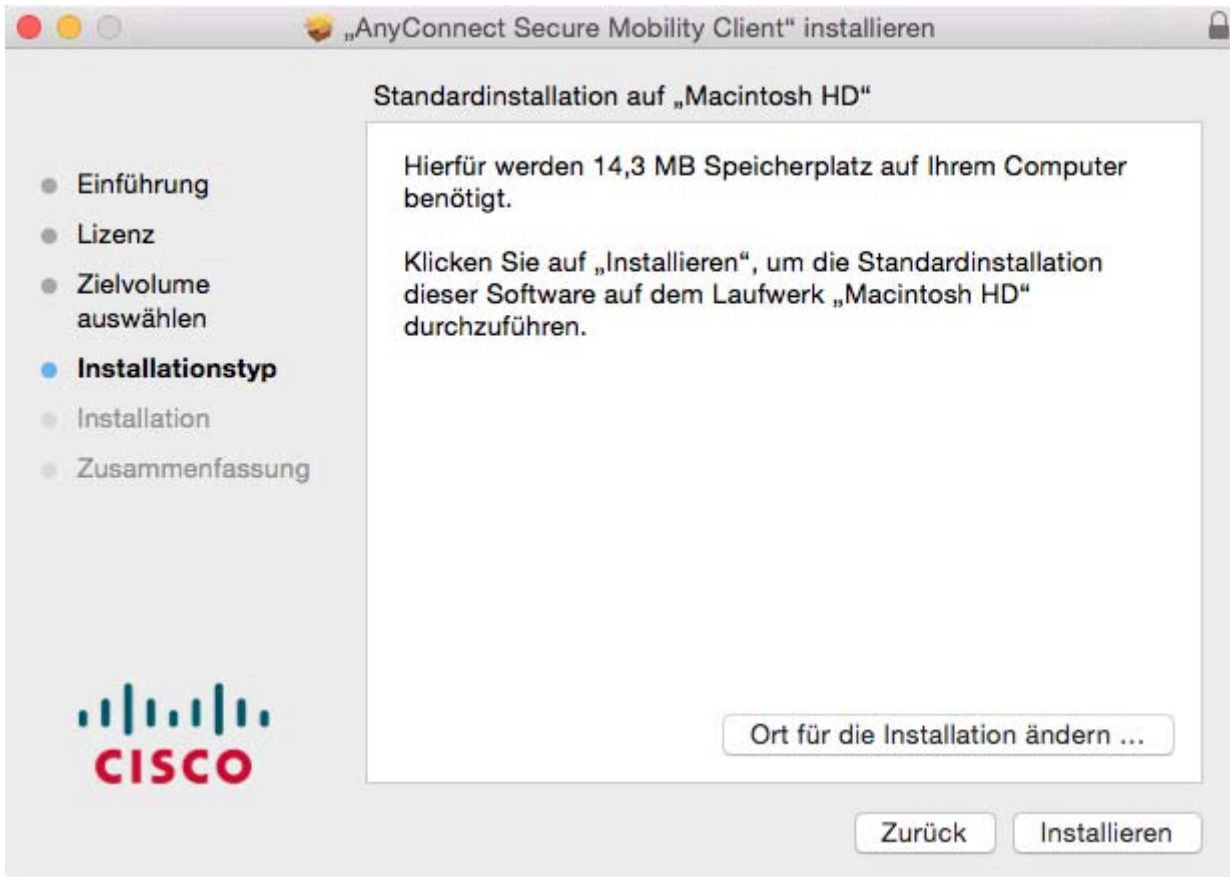 „AnyConnect Secure Mobility Client“ installieren
Standardinstallation auf „Macintosh HD“
Einführung
Lizenz
Zielvolume
auswählen
Installationstyp
Installation
Zusammenfassung
Hierfür werden 14,3 MB Speicherplatz auf Ihrem Computer
benötigt.
Klicken Sie auf „Installieren“, um die Standardinstallation
dieser Software auf dem Laufwerk „Macintosh HD“
durchzuführen.
Ort für die Installation ändern ...
CISCO
Zurück
Installieren